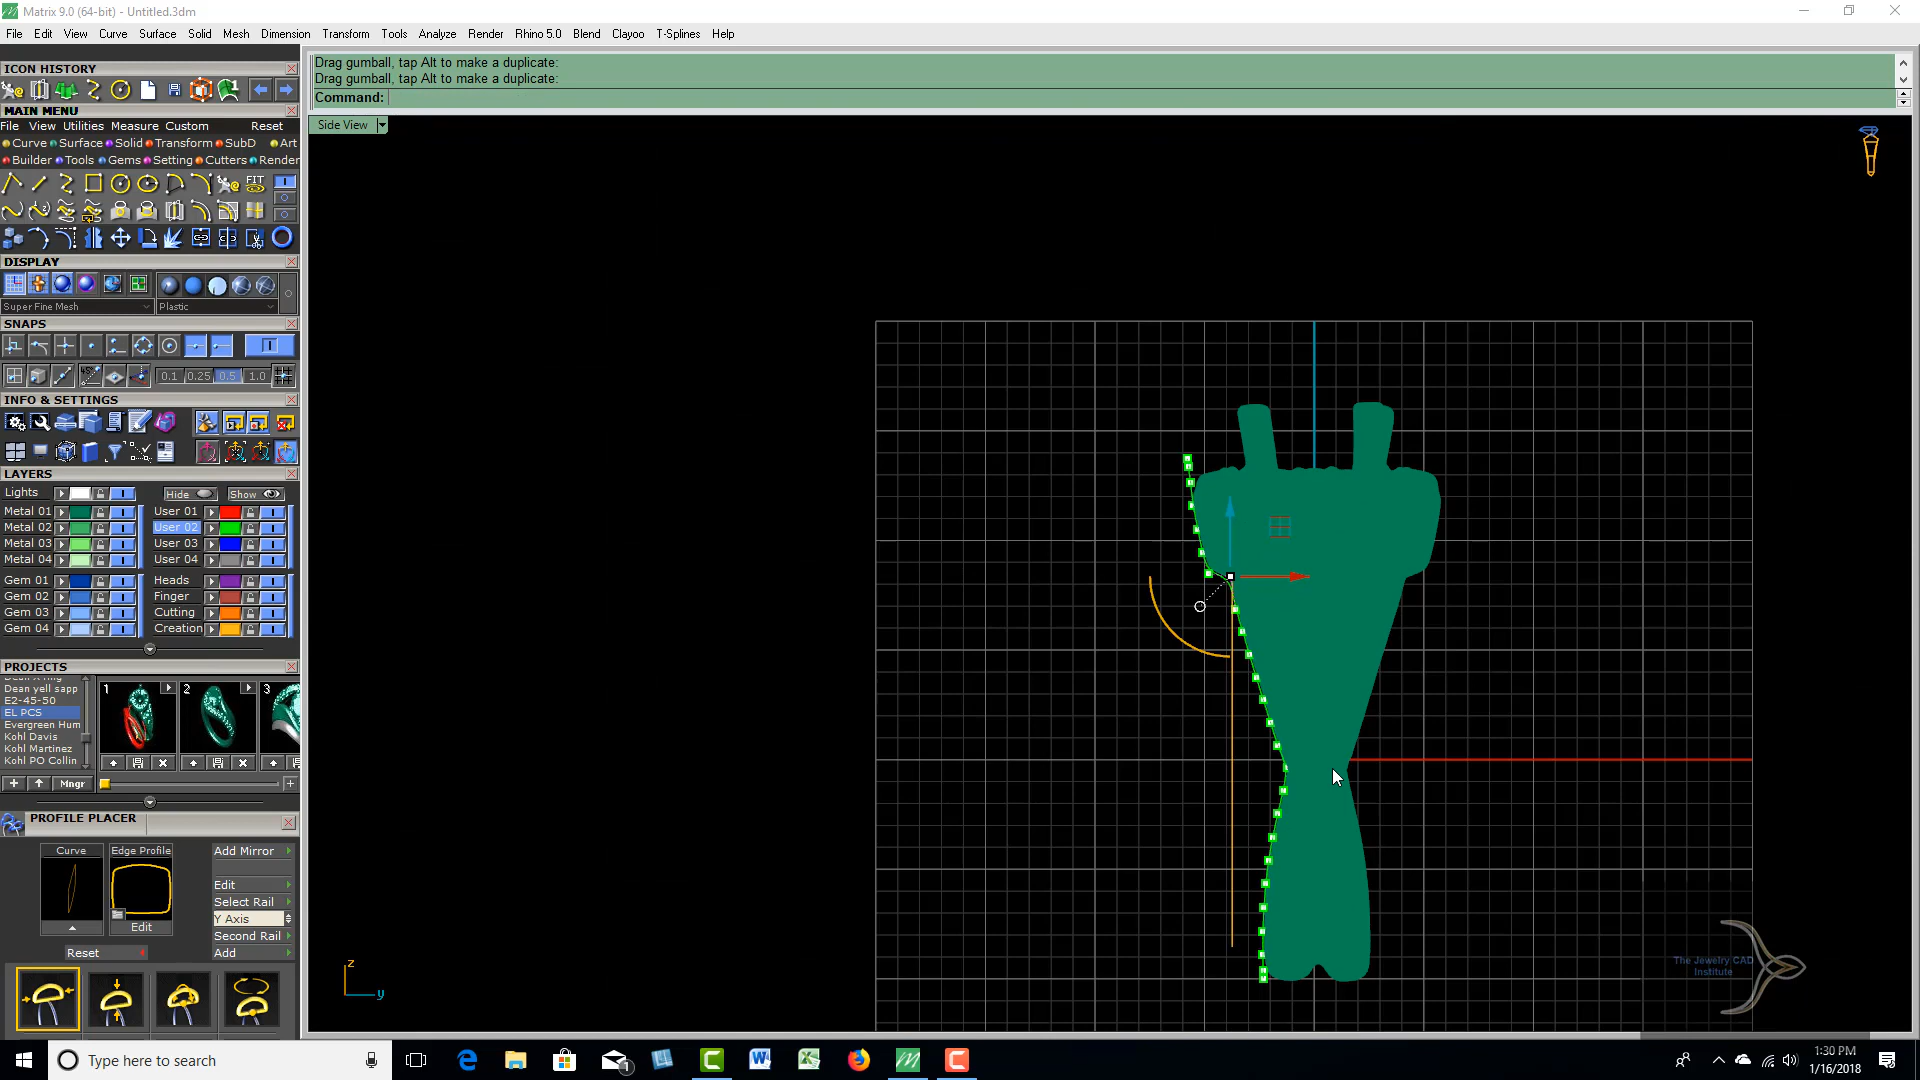 Matrix 9.0 (64-bit) - Untitled.3dm
File Edit View Curve Surface Solid Mesh Dimension Transform Tools Analyze Render Rhino 5.0 Blend Clayoo T-Splines Help
Drag gumball, tap Alt to make a duplicate:
Drag gumball, tap Alt to make a duplicate:
Command:
Side View
ICON HISTORY
MAIN MENU
File View Utilities Measure Custom Reset
Curve Surface Solid Transform SubD Art
Builder Tools Gems Setting Cutters Render
FIT
DISPLAY
Super Fine Mesh Plastic
SNAPS
0.1 0.25 0.5 1.0
INFO & SETTINGS
LAYERS
Lights Hide Show
Metal 01 User 01
Metal 02 User 02
Metal 03 User 03
Metal 04 User 04
Gem 01 Heads
Gem 02 Finger
Gem 03 Cutting
Gem 04 Creation
PROJECTS
Dean yell sapp
E2-45-50
EL PCS
Evergreen Hum
Kohl Davis
Kohl Martinez
Kohl PO Collin
1 2 3
Mngr
PROFILE PLACER
Curve Edge Profile Add Mirror
Edit
Select Rail
Y Axis
Second Rail
Edit
Reset Add
z
y
The Jewelry CAD
Institute
Type here to search
1
1:30 PM
1/16/2018